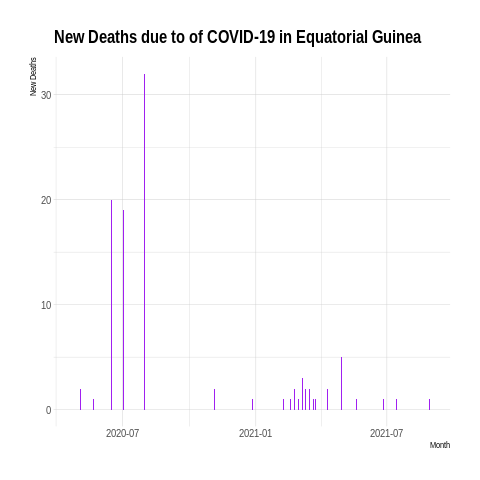 New Deaths due to of COVID-19 in Equatorial Guinea
New Deaths
30
20
10
0
2020-07 2021-01 2021-07
Month